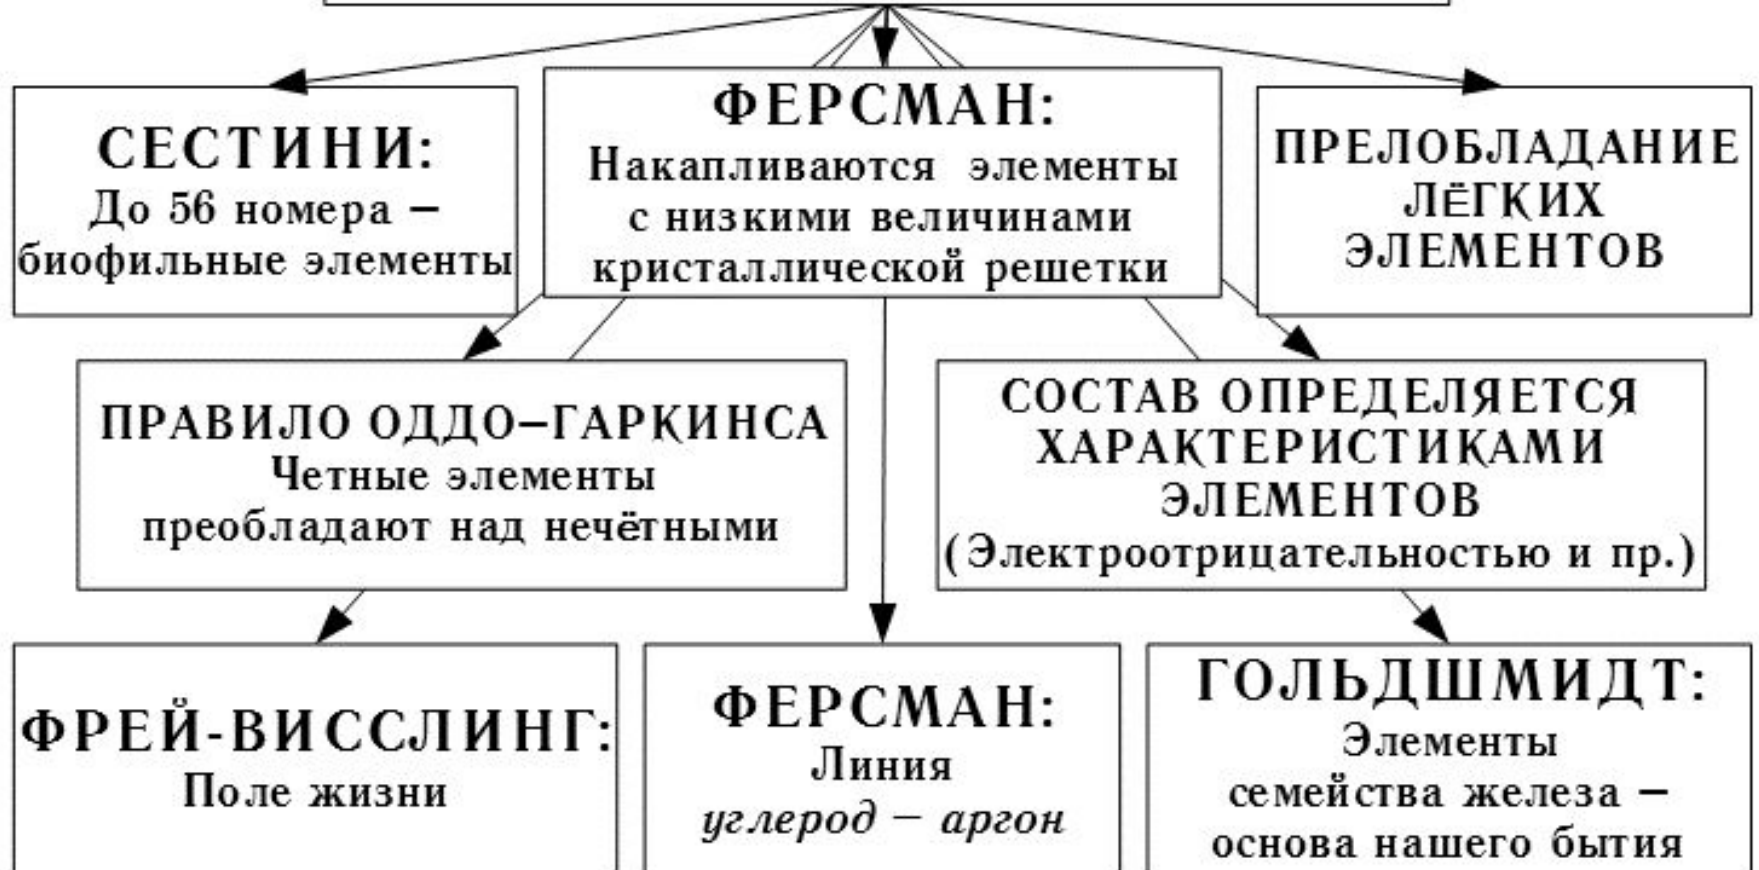 СЕСТИНИ:
До 56 номера –
биофильные элементы
ФЕРСМАН:
Накапливаются элементы
с низкими величинами
кристаллической решетки
ПРЕЛОБЛАДАНИЕ
ЛЁГКИХ
ЭЛЕМЕНТОВ
ПРАВИЛО ОДДО–ГАРКИНСА
Четные элементы
преобладают над нечётными
СОСТАВ ОПРЕДЕЛЯЕТСЯ
ХАРАКТЕРИСТИКАМИ
ЭЛЕМЕНТОВ
(Электроотрицательностью и пр.)
ФРЕЙ-ВИССЛИНГ:
Поле жизни
ФЕРСМАН:
Линия
углерод – аргон
ГОЛЬДШМИДТ:
Элементы
семейства железа –
основа нашего бытия